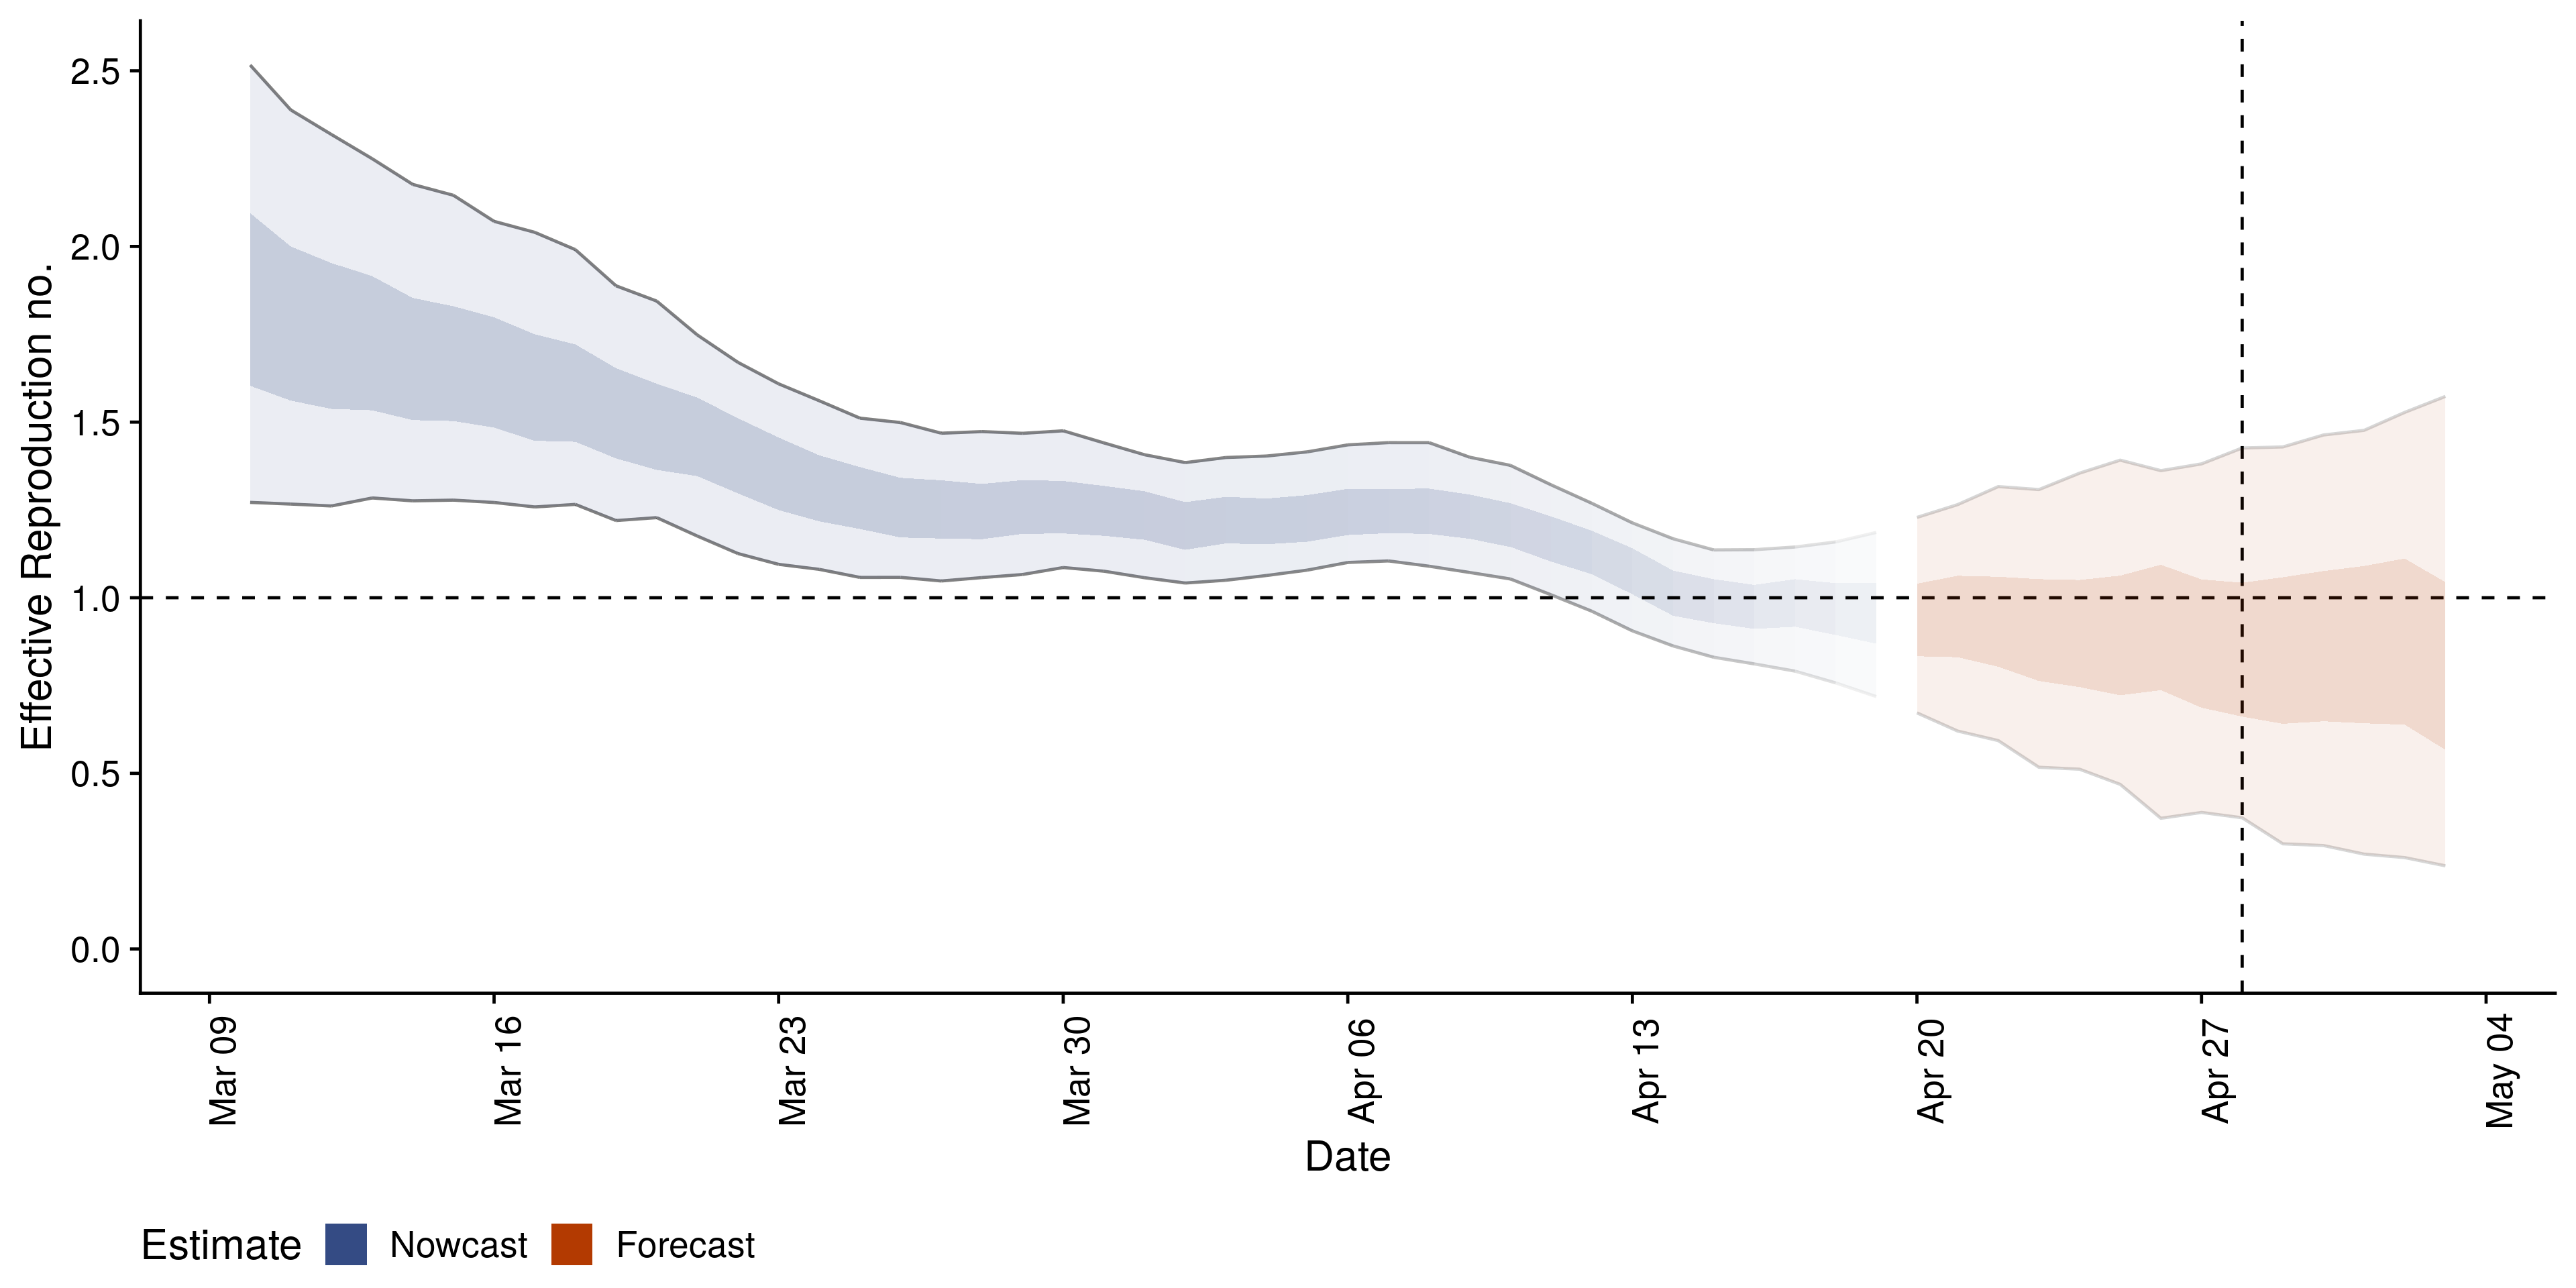 Effective Reproduction no.
2.5
2.0
1.5
1.0
0.5
0.0
Mar 09
Mar 16
Mar 23
Mar 30
Apr 06
Apr 13
Apr 20
Apr 27
May 04
Date
Estimate Nowcast Forecast